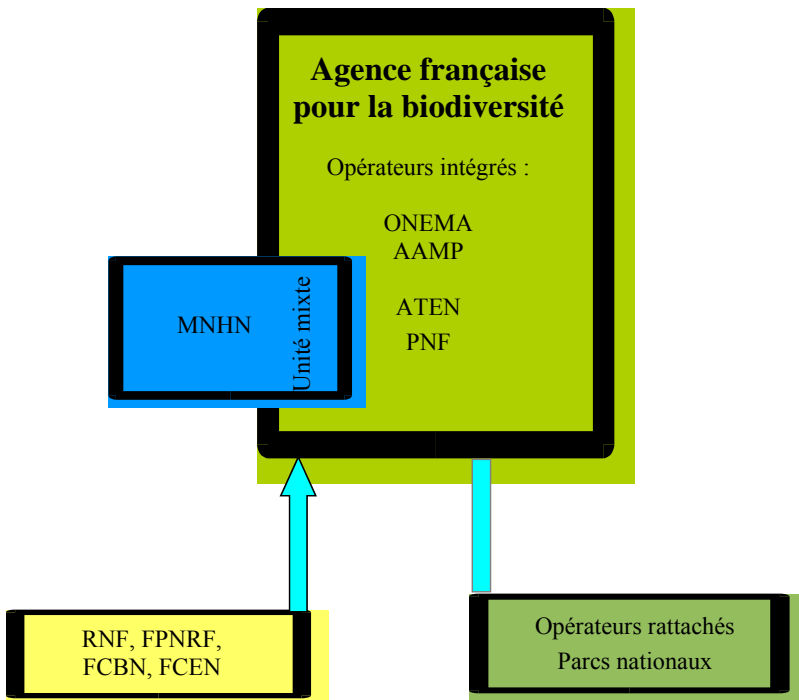 Agence française
pour la biodiversité
Opérateurs intégrés :
ONEMA
AAMP
ATEN
PNF
MNHN
Unité mixte
RNF, FPNRF,
FCBN, FCEN
Opérateurs rattachés
Parcs nationaux